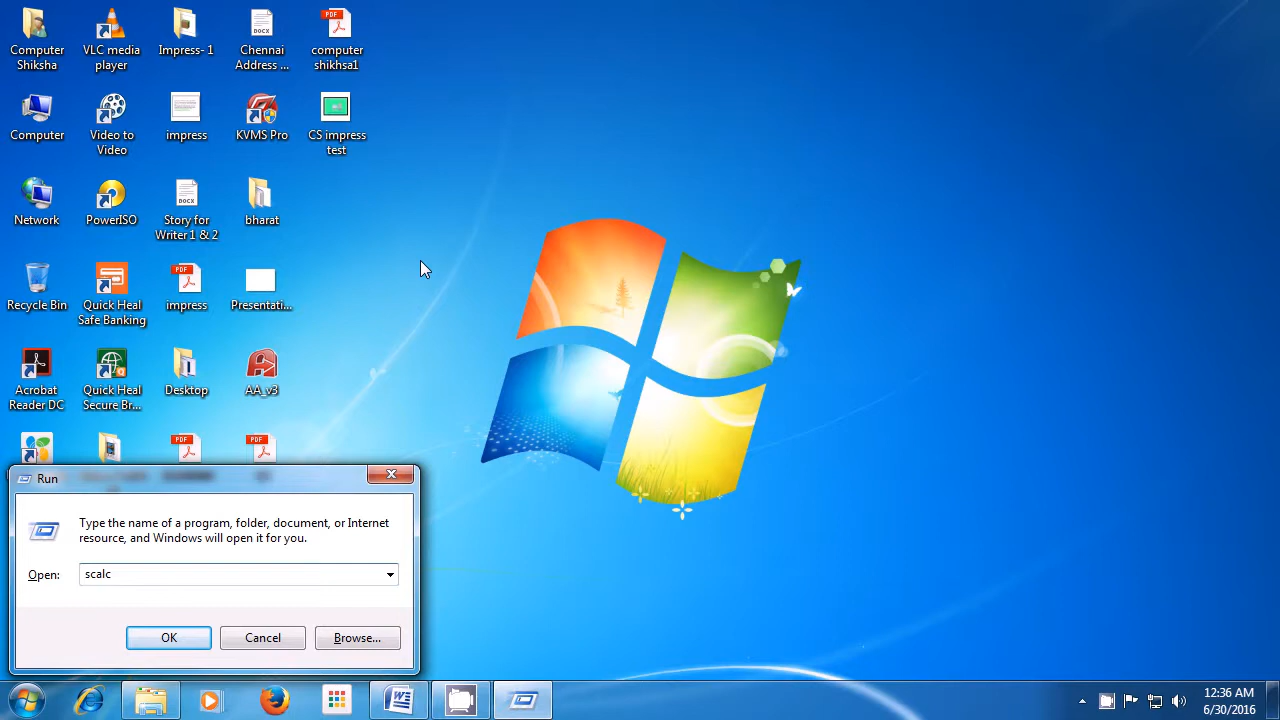 Computer
Shiksha
VLC media
player
Impress- 1
Chennai
Address ...
computer
shikhsa1
Computer
Video to
Video
impress
KVMS Pro
CS impress
test
Network
PowerISO
Story for
Writer 1 & 2
bharat
Recycle Bin
Quick Heal
Safe Banking
impress
Presentati...
Acrobat
Reader DC
Quick Heal
Secure Br...
Desktop
AA_v3
Run
Type the name of a program, folder, document, or Internet
resource, and Windows will open it for you.
Open:
scalc
OK
Cancel
Browse...
12:36 AM
6/30/2016